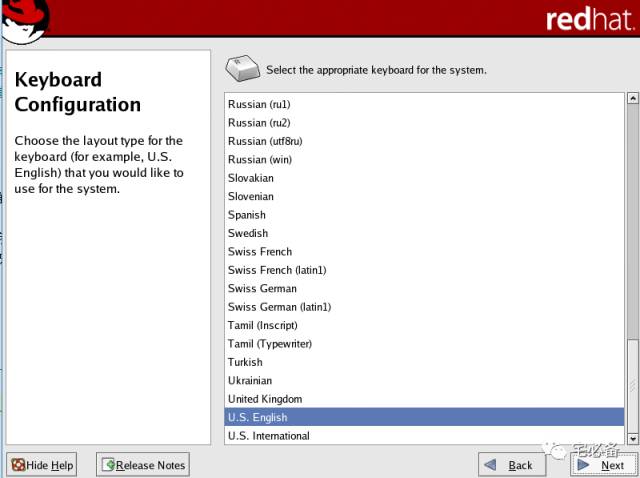 redhat.
Keyboard
Configuration
Choose the layout type for the
keyboard (for example, U.S.
English) that you would like to
use for the system.
Select the appropriate keyboard for the system.
Russian (ru1)
Russian (ru2)
Russian (utf8ru)
Russian (win)
Slovakian
Slovenian
Spanish
Swedish
Swiss French
Swiss French (latin1)
Swiss German
Swiss German (latin1)
Tamil (Inscript)
Tamil (Typewriter)
Turkish
Ukrainian
United Kingdom
U.S. English
U.S. International
宅必备
Hide Help
Release Notes
Back
Next